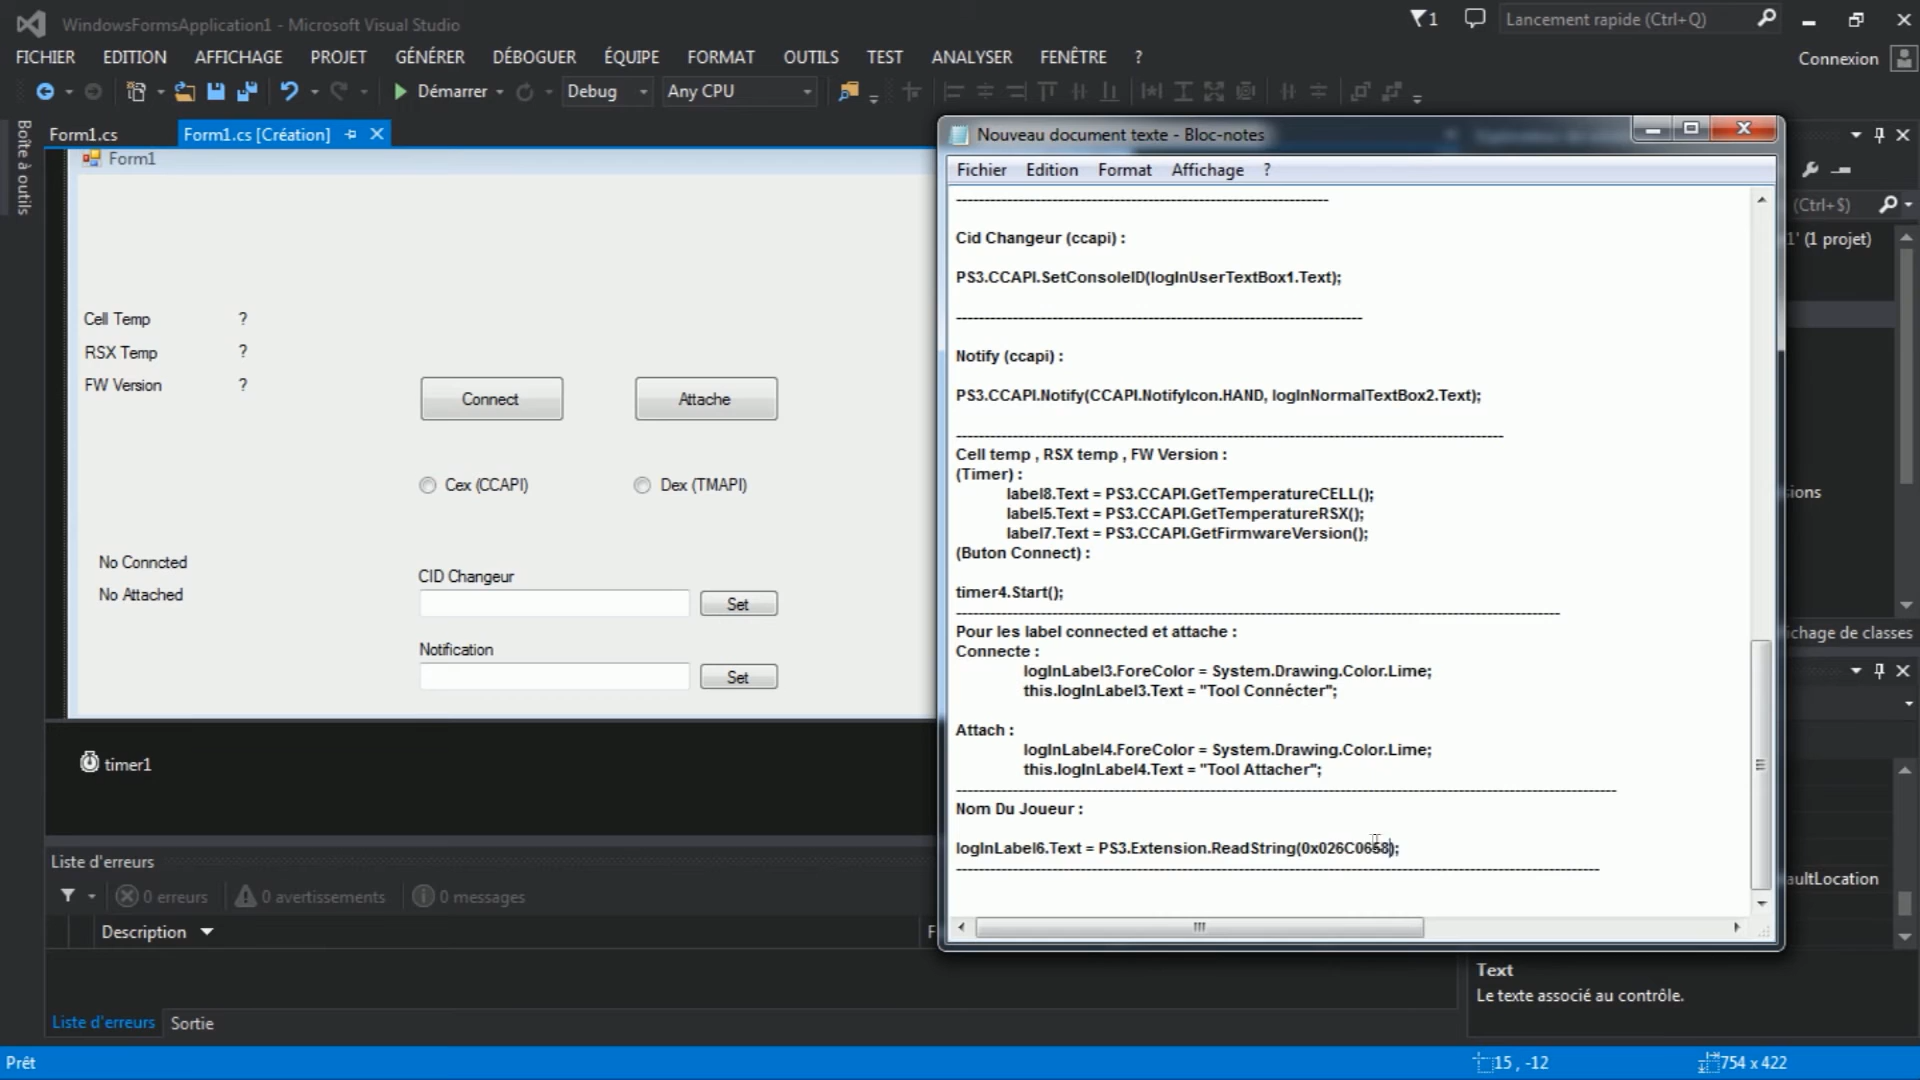 WindowsFormsApplication1 - Microsoft Visual Studio
1
Lancement rapide (Ctrl+Q)
FICHIER EDITION AFFICHAGE PROJET GÉNÉRER DÉBOGUER ÉQUIPE FORMAT OUTILS TEST ANALYSER FENÊTRE ?
Connexion
Démarrer Debug Any CPU
Boîte à outils
Form1.cs
Form1.cs [Création]
Form1
Cell Temp ?
RSX Temp ?
FW Version ?
Connect
Attache
Cex (CCAPI)
Dex (TMAPI)
No Conncted
No Attached
CID Changeur
Set
Notification
Set
timer1
Nouveau document texte - Bloc-notes
Fichier Edition Format Affichage ?
--------------------------------------------------------------------
Cid Changeur (ccapi) :
PS3.CCAPI.SetConsoleID(logInUserTextBox1.Text);
--------------------------------------------------------------------------
Notify (ccapi) :
PS3.CCAPI.Notify(CCAPI.NotifyIcon.HAND, logInNormalTextBox2.Text);
----------------------------------------------------------------------------------------------------
Cell temp , RSX temp , FW Version :
(Timer) :
label8.Text = PS3.CCAPI.GetTemperatureCELL();
label5.Text = PS3.CCAPI.GetTemperatureRSX();
label7.Text = PS3.CCAPI.GetFirmwareVersion();
(Buton Connect) :
timer4.Start();
--------------------------------------------------------------------------------------------------------------
Pour les label connected et attache :
Connecte :
logInLabel3.ForeColor = System.Drawing.Color.Lime;
this.logInLabel3.Text = "Tool Connécter";
Attach :
logInLabel4.ForeColor = System.Drawing.Color.Lime;
this.logInLabel4.Text = "Tool Attacher";
------------------------------------------------------------------------------------------------------------------------
Nom Du Joueur :
logInLabel6.Text = PS3.Extension.ReadString(0x026C0658);
---------------------------------------------------------------------------------------------------------------------
(Ctrl+$)
1' (1 projet)
sions
ichage de classes
aultLocation
Text
Le texte associé au contrôle.
Liste d'erreurs
0 erreurs
0 avertissements
0 messages
Description
F
Liste d'erreurs
Sortie
Prêt
15 , -12
754 x 422